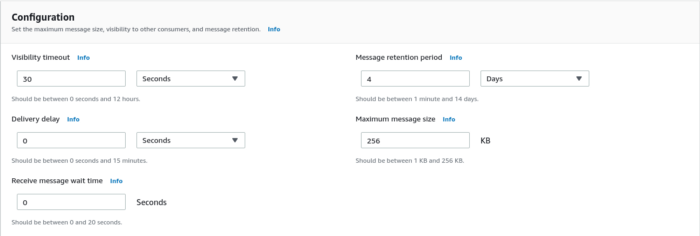 Configuration
Set the maximum message size, visibility to other consumers, and message retention. Info
Visibility timeout Info
30 Seconds
Should be between 0 seconds and 12 hours.
Message retention period Info
4 Days
Should be between 1 minute and 14 days.
Delivery delay Info
0 Seconds
Should be between 0 seconds and 15 minutes.
Maximum message size Info
256 KB
Should be between 1 KB and 256 KB.
Receive message wait time Info
0 Seconds
Should be between 0 and 20 seconds.